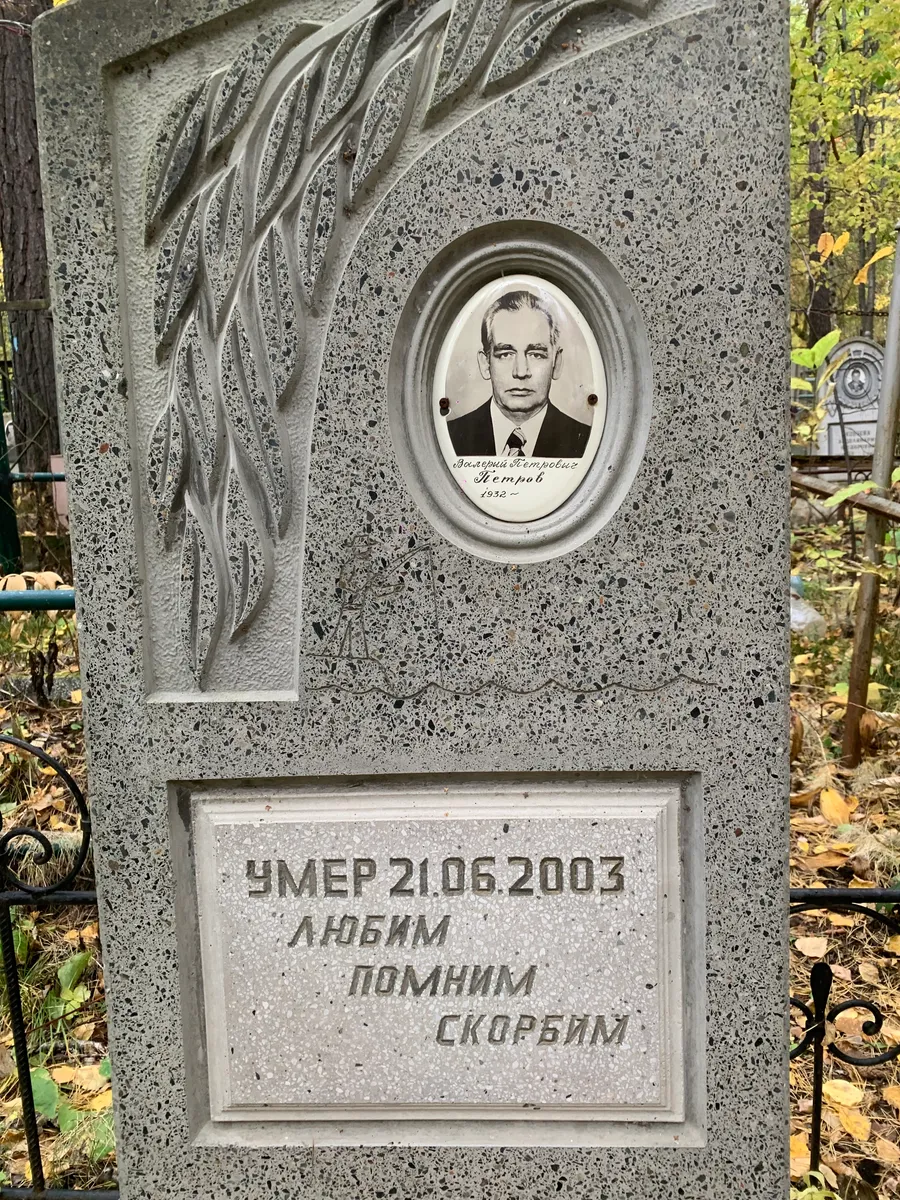 Валерий Петрович
Петров
1932 ~
УМЕР 21.06.2003
ЛЮБИМ
ПОМНИМ
СКОРБИМ